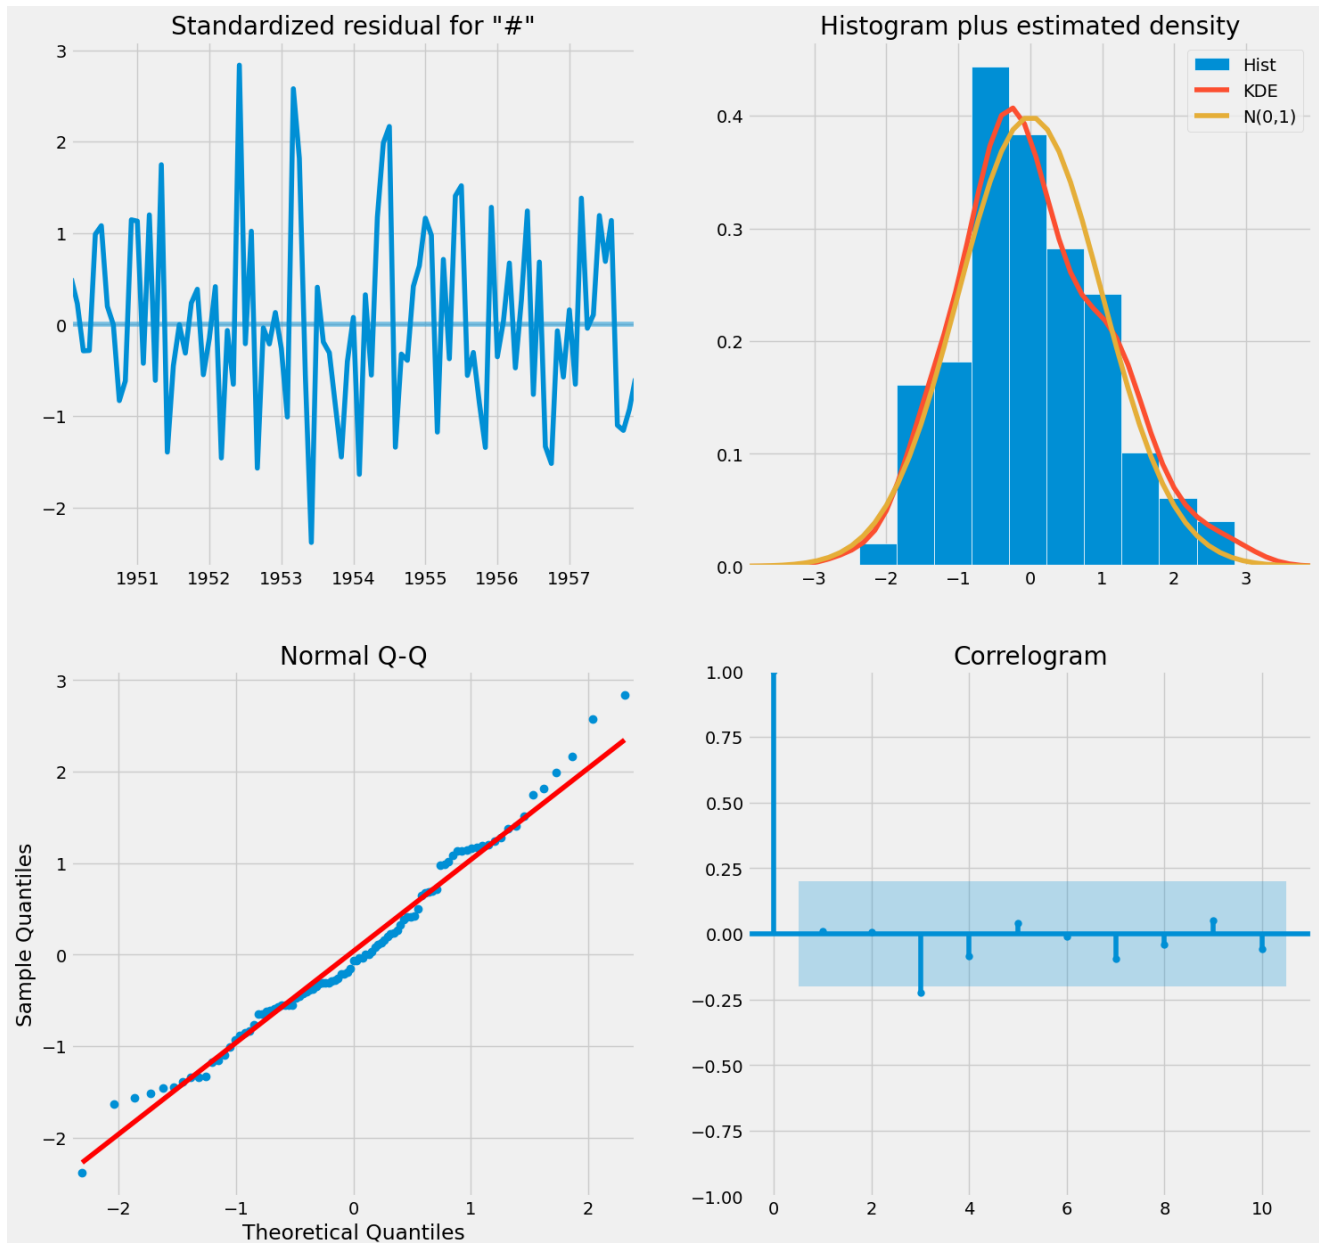 Standardized residual for "#"
3
2
1
0
−1
−2
1951 1952 1953 1954 1955 1956 1957
Histogram plus estimated density
Hist
KDE
N(0,1)
0.4
0.3
0.2
0.1
0.0
−3 −2 −1 0 1 2 3
Normal Q-Q
Sample Quantiles
3
2
1
0
−1
−2
−2 −1 0 1 2
Theoretical Quantiles
Correlogram
1.00
0.75
0.50
0.25
0.00
−0.25
−0.50
−0.75
−1.00
0 2 4 6 8 10